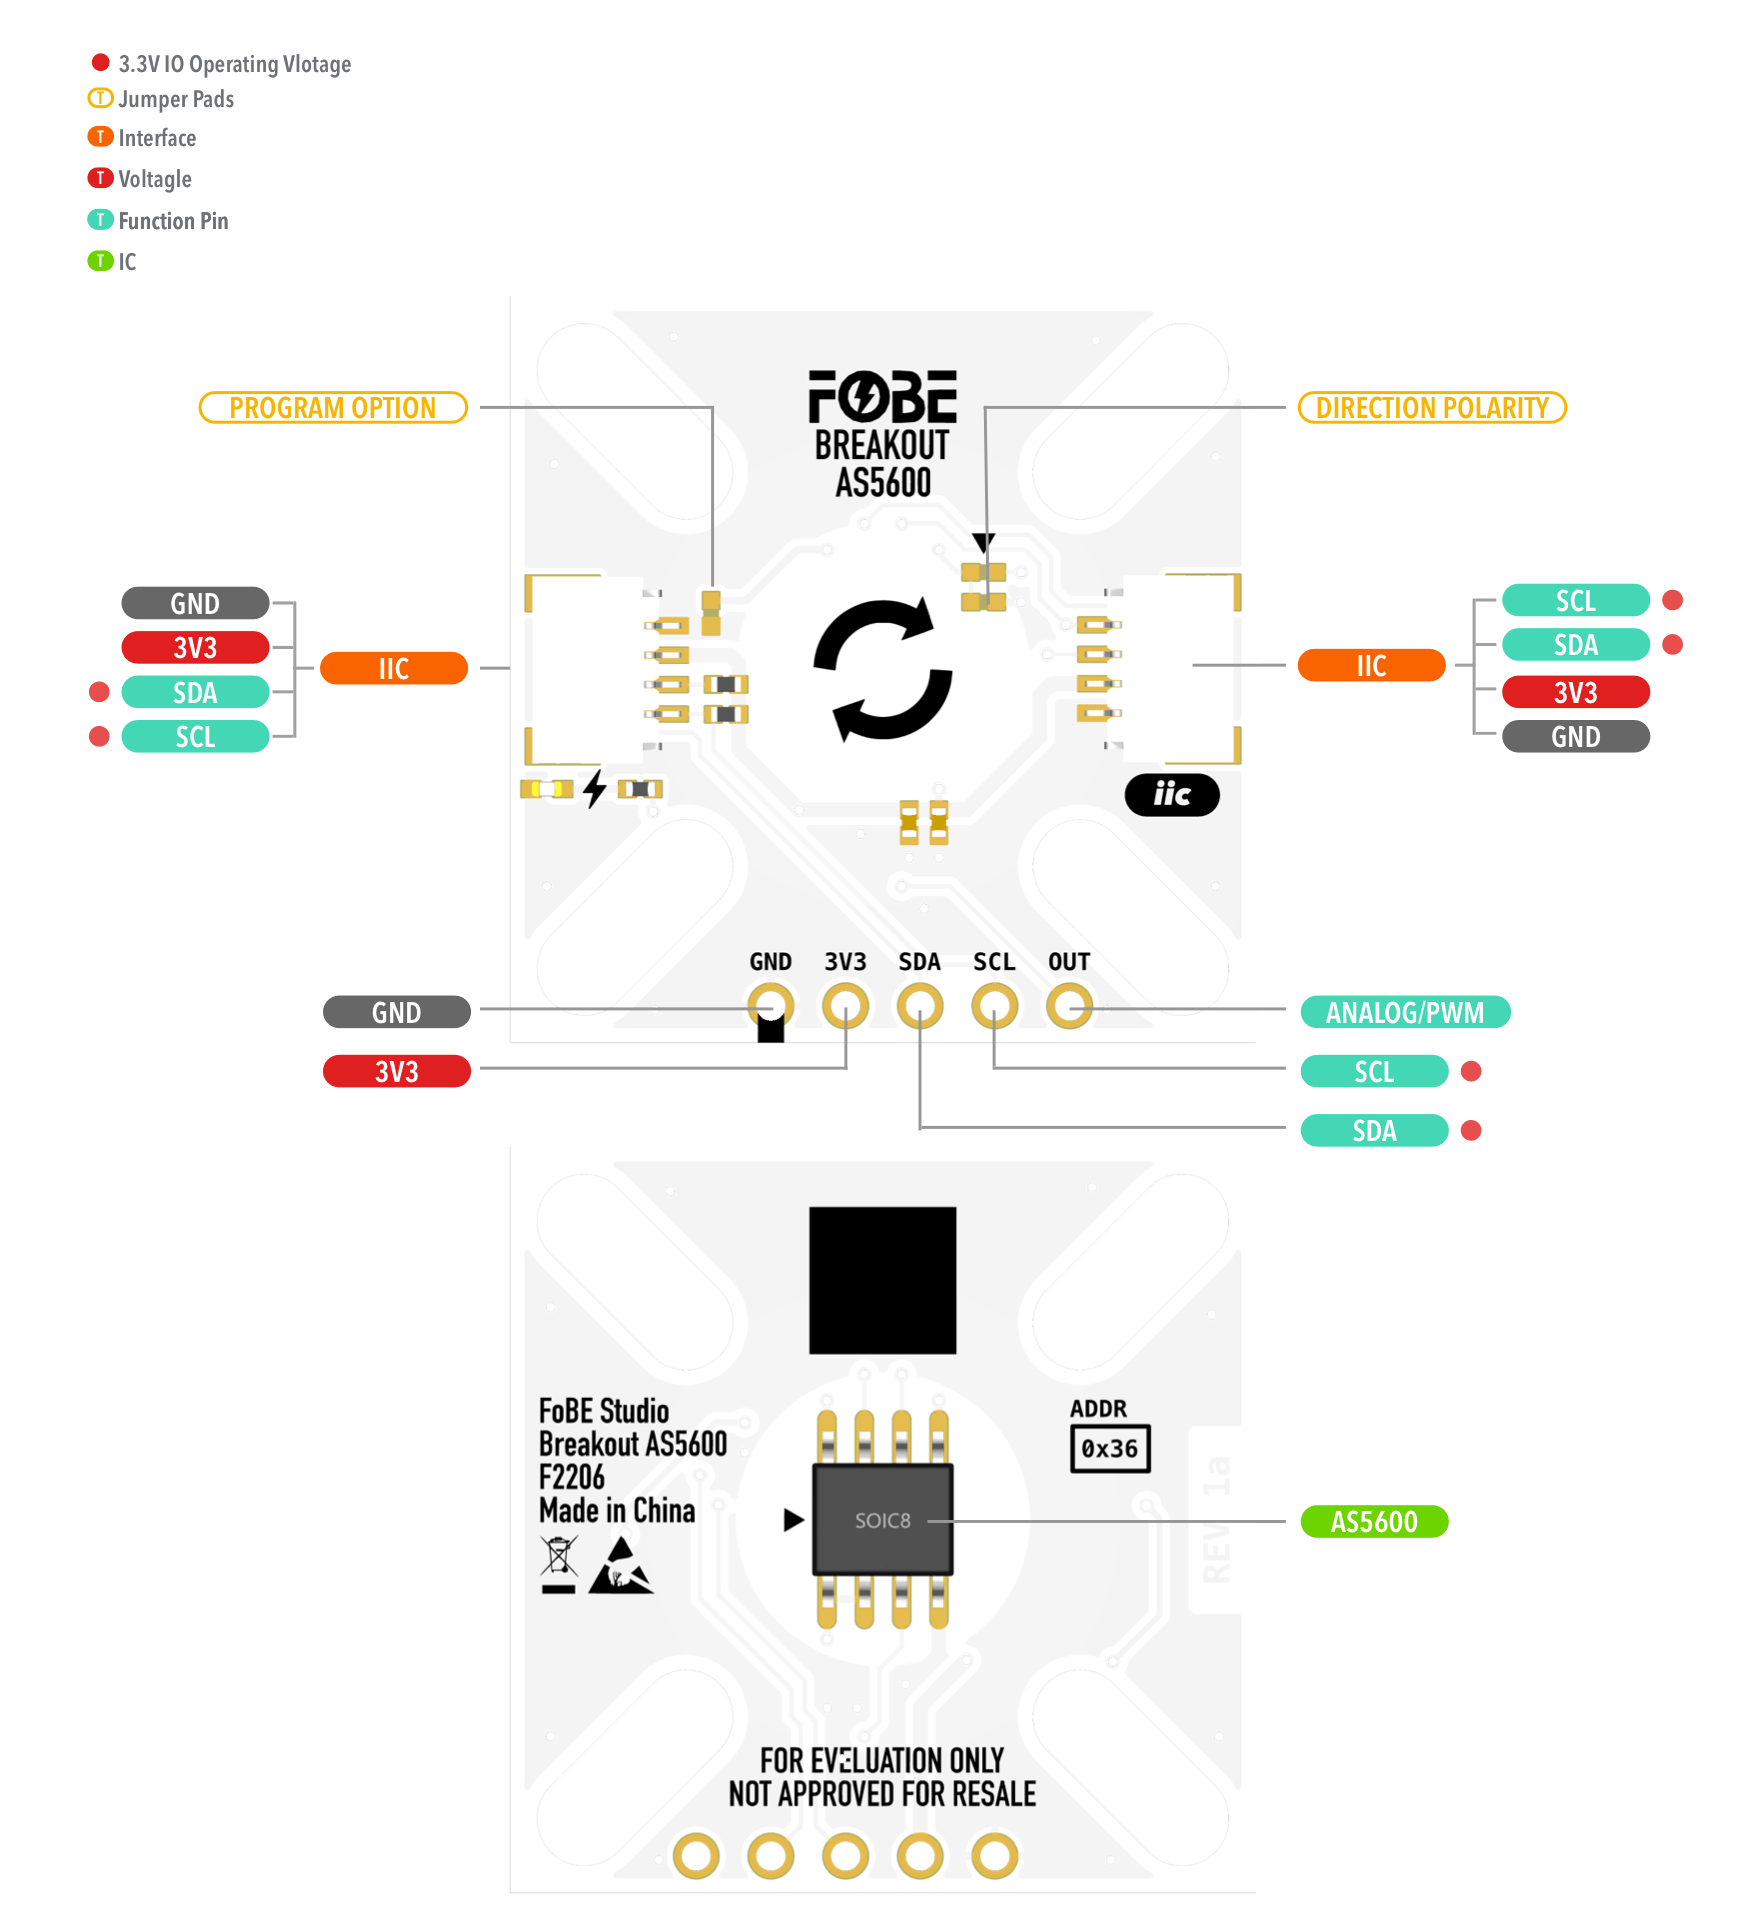 3.3V IO Operating Vlotage
T Jumper Pads
T Interface
T Voltagle
T Function Pin
T IC
PROGRAM OPTION
DIRECTION POLARITY
FOBE
BREAKOUT
AS5600
GND
3V3
SDA
SCL
IIC
IIC
SCL
SDA
3V3
GND
iic
GND 3V3 SDA SCL OUT
GND
3V3
ANALOG/PWM
SCL
SDA
FoBE Studio
Breakout AS5600
F2206
Made in China
ADDR
0x36
REV 1a
SOIC8
AS5600
FOR EVELUATION ONLY
NOT APPROVED FOR RESALE